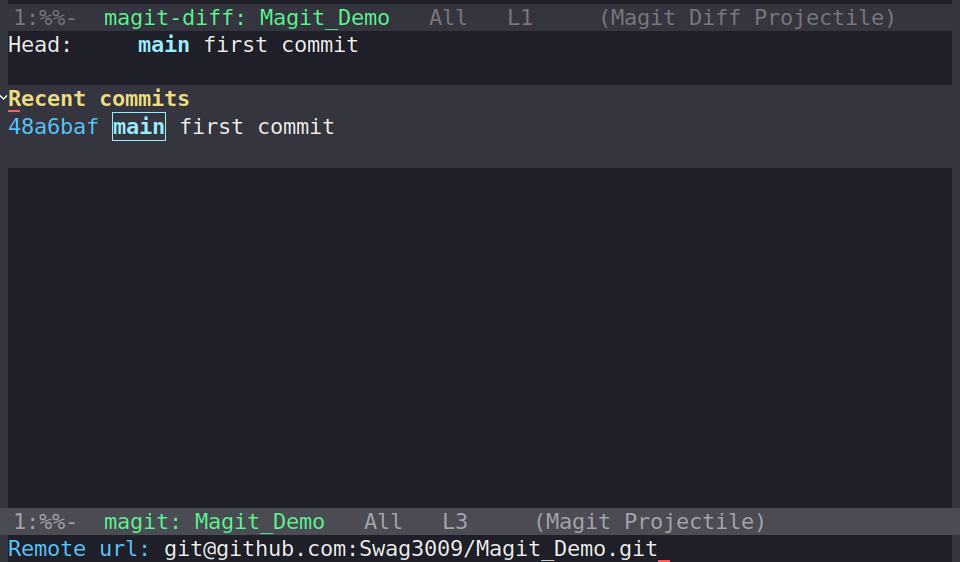 1:%%-  magit-diff: Magit_Demo   All   L1     (Magit Diff Projectile)
Head:     main first commit
Recent commits
48a6baf main first commit
1:%%-  magit: Magit_Demo   All   L3     (Magit Projectile)
Remote url: git@github.com:Swag3009/Magit_Demo.git